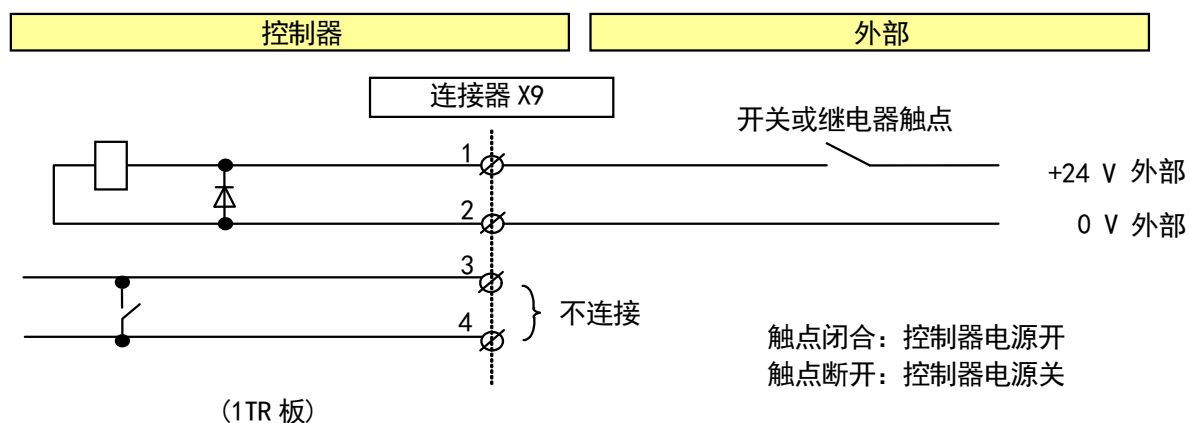 控制器
外部
连接器 X9
开关或继电器触点
1
+24 V 外部
2
0 V 外部
3
4
不连接
触点闭合：控制器电源开
触点断开：控制器电源关
(1TR 板)